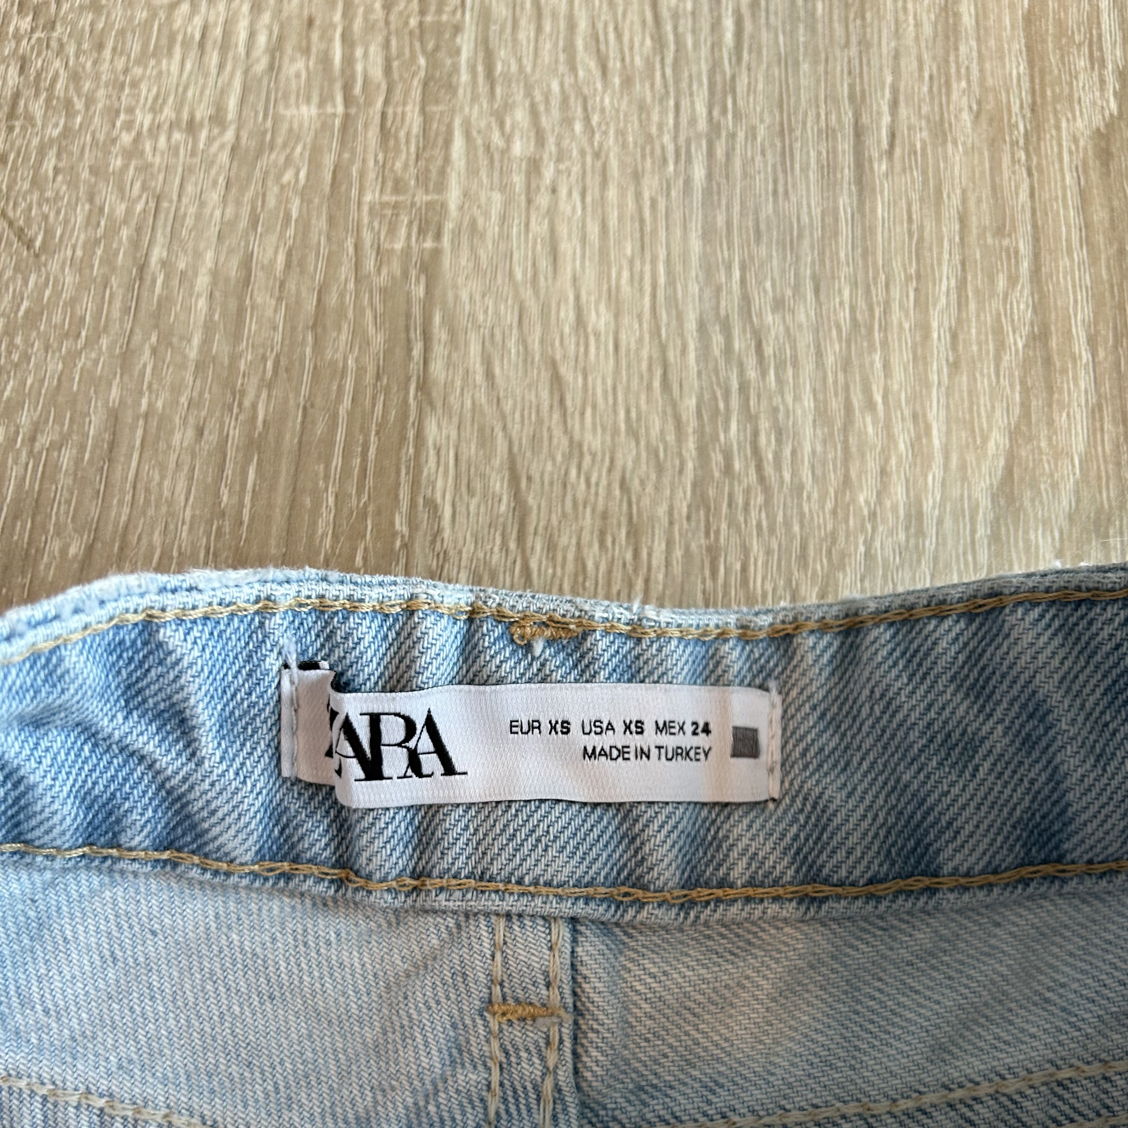 ZARA
EUR XS USA XS MEX 24
MADE IN TURKEY